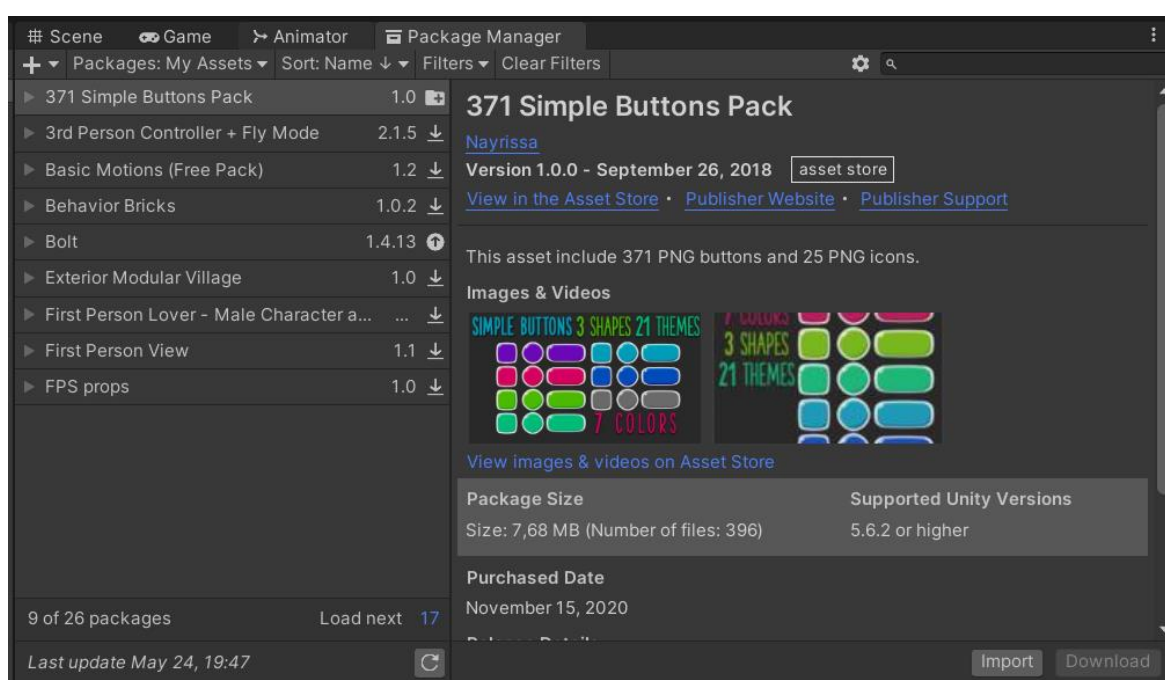 Scene Game Animator Package Manager
+ Packages: My Assets Sort: Name ↓ Filters Clear Filters
371 Simple Buttons Pack 1.0
3rd Person Controller + Fly Mode 2.1.5
Basic Motions (Free Pack) 1.2
Behavior Bricks 1.0.2
Bolt 1.4.13
Exterior Modular Village 1.0
First Person Lover - Male Character a... ...
First Person View 1.1
FPS props 1.0
9 of 26 packages Load next 17
Last update May 24, 19:47
371 Simple Buttons Pack
Nayrissa
Version 1.0.0 - September 26, 2018 asset store
View in the Asset Store · Publisher Website · Publisher Support
This asset include 371 PNG buttons and 25 PNG icons.
Images & Videos
SIMPLE BUTTONS 3 SHAPES 21 THEMES
7 COLORS
7 COLORS
3 SHAPES
21 THEMES
View images & videos on Asset Store
Package Size Supported Unity Versions
Size: 7,68 MB (Number of files: 396) 5.6.2 or higher
Purchased Date
November 15, 2020
Import Download